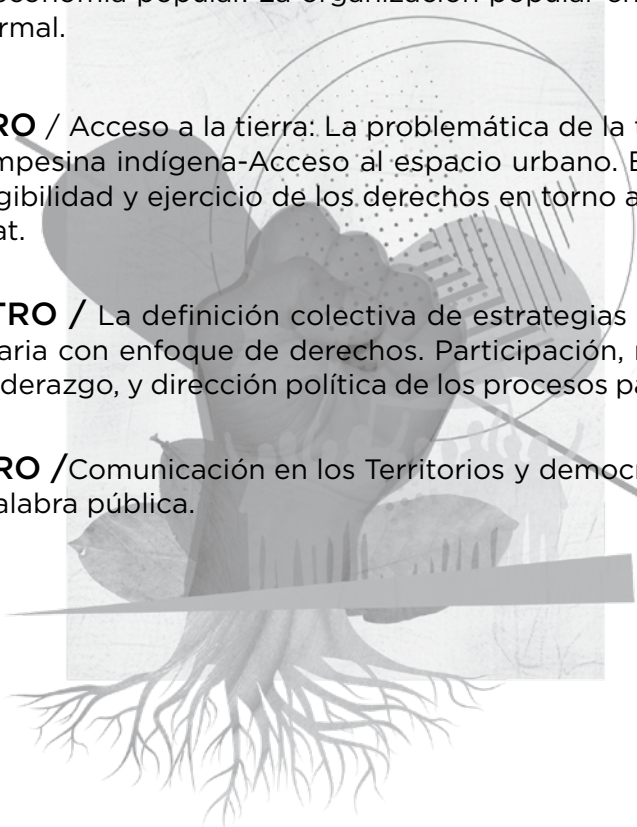 economía popular. La organización popular en
rmal.
RO / Acceso a la tierra: La problemática de la
mpesina indígena-Acceso al espacio urbano. E
gibilidad y ejercicio de los derechos en torno a
at.
TRO / La definición colectiva de estrategias
aria con enfoque de derechos. Participación,
derazgo, y dirección política de los procesos pa
RO /Comunicación en los Territorios y democr
alabra pública.